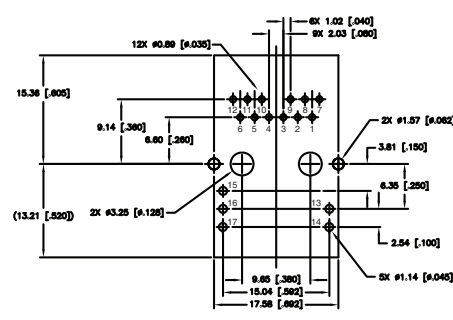 6X 1.02 [.040]
9X 2.03 [.080]
12X ø0.89 [ø.035]
15.36 [.605]
12 11 10 9 8 7
9.14 [.360]
6.60 [.260]
6 5 4 3 2 1
2X ø1.57 [ø.062]
3.81 [.150]
6.35 [.250]
(13.21 [.520])
2X ø3.25 [ø.128]
15
16 13
17 14
2.54 [.100]
5X ø1.14 [ø.045]
9.65 [.380]
15.04 [.592]
17.58 [.692]